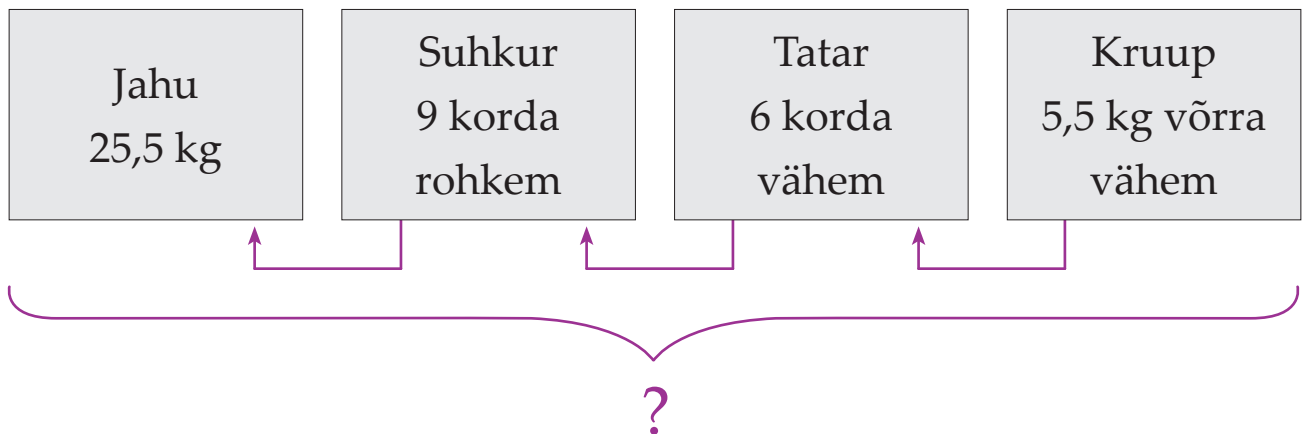 Jahu
25,5 kg
Suhkur
9 korda
rohkem
Tatar
6 korda
vähem
Kruup
5,5 kg võrra
vähem
?